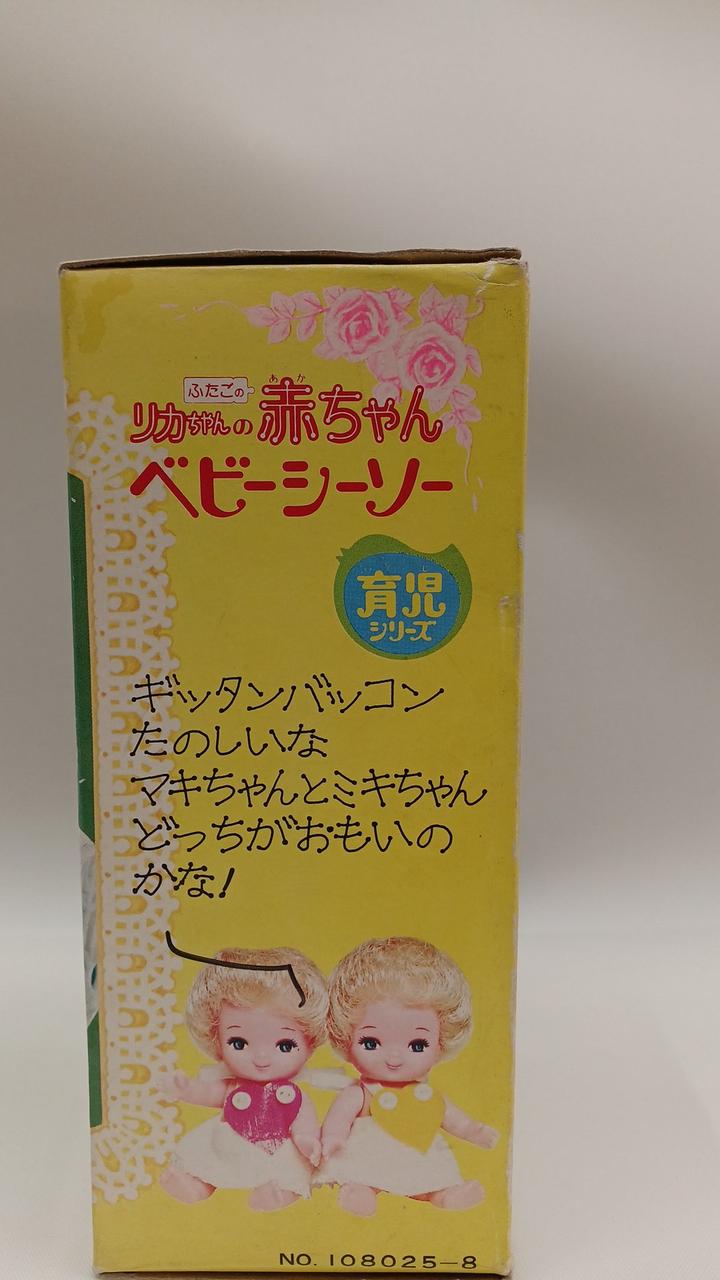 ふたごの
リカちゃんの赤ちゃん
あか
ベビーシーソー
育児
シリーズ
ギッタンバッコン
たのしいな
マキちゃんとミキちゃん
どっちがおもいの
かな!
NO. 108025-8